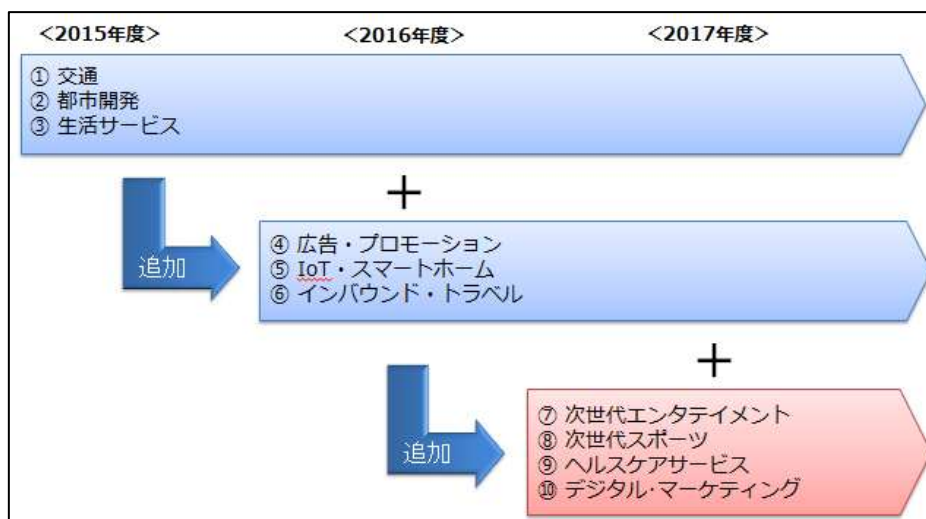 <2015年度>
<2016年度>
<2017年度>
① 交通
② 都市開発
③ 生活サービス
+
追加
④ 広告・プロモーション
⑤ IoT・スマートホーム
⑥ インバウンド・トラベル
+
追加
⑦ 次世代エンタテイメント
⑧ 次世代スポーツ
⑨ ヘルスケアサービス
⑩ デジタル・マーケティング